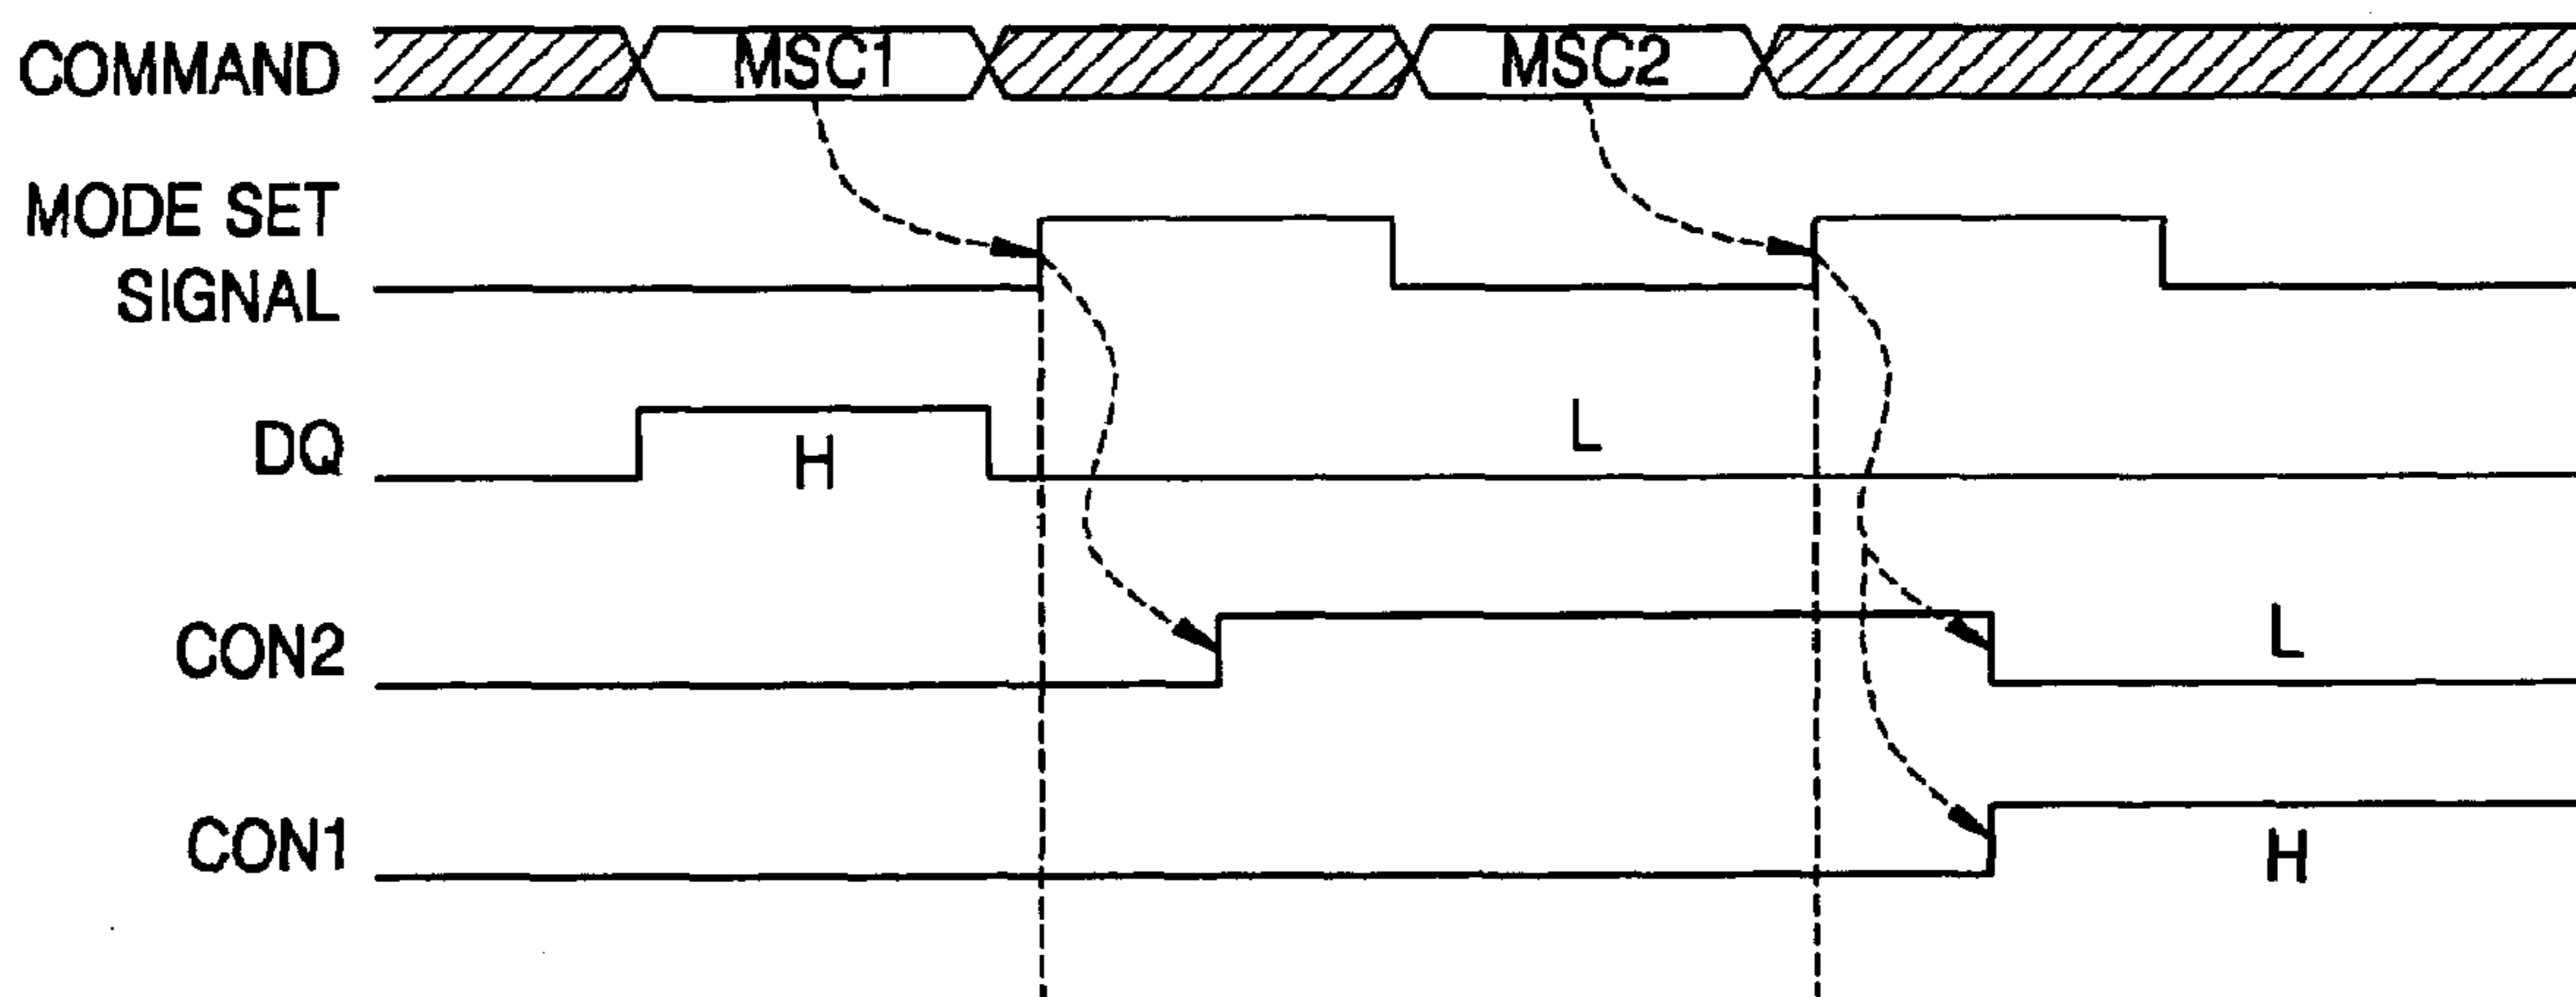 COMMAND MSC1 MSC2
MODE SET
SIGNAL
DQ H L
CON2 L
CON1 H